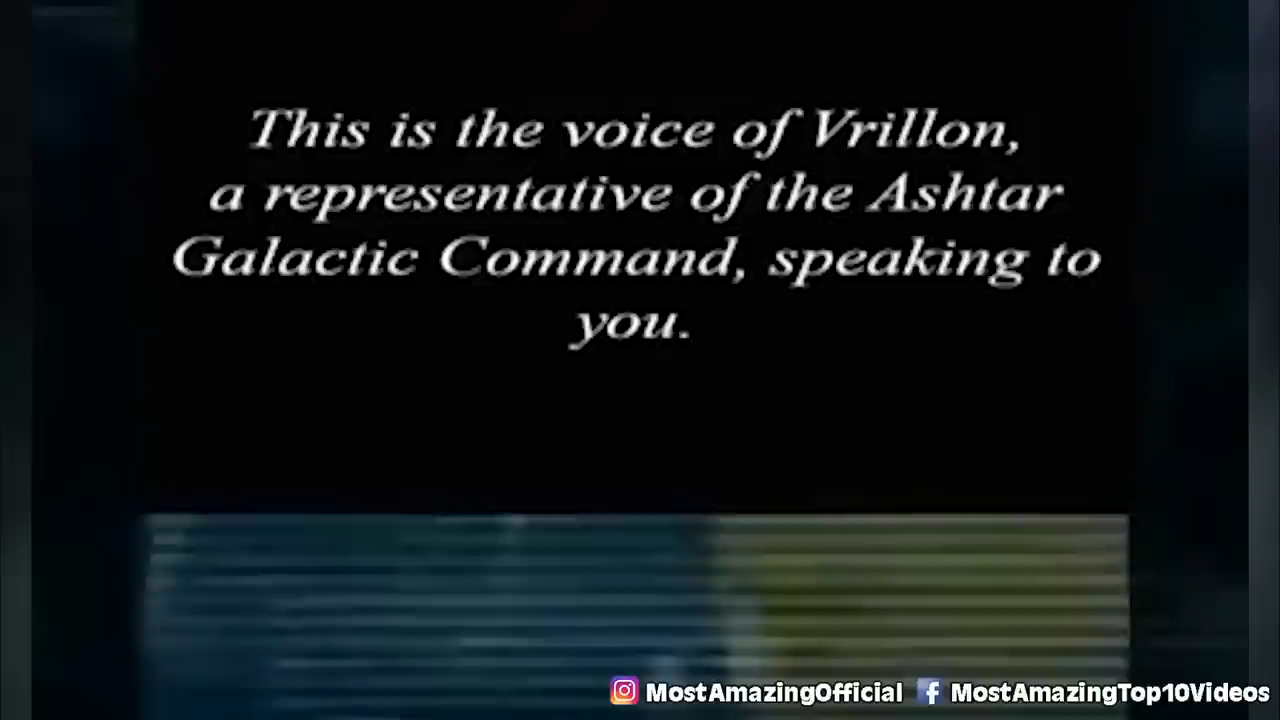 This is the voice of Vrillon,
a representative of the Ashtar
Galactic Command, speaking to
you.
MostAmazingOfficial MostAmazingTop10Videos